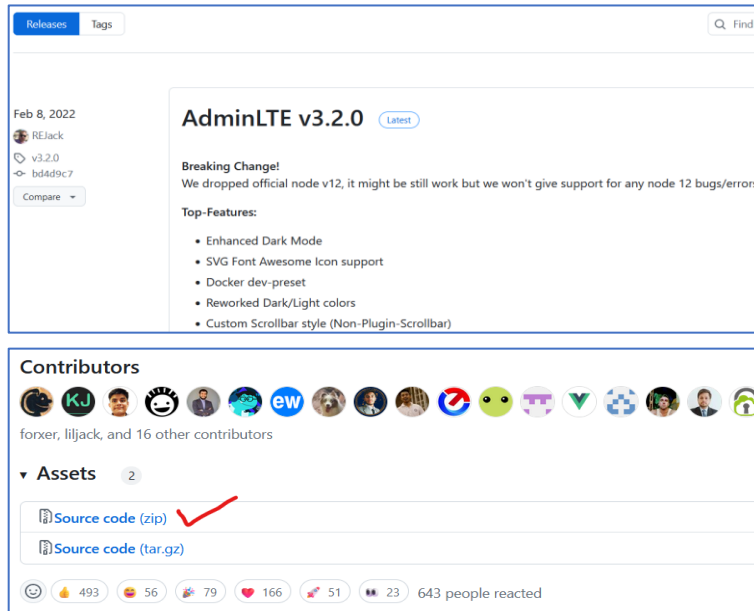 Releases Tags Find
Feb 8, 2022
REJack
v3.2.0
bd4d9c7
Compare
AdminLTE v3.2.0 Latest
Breaking Change!
We dropped official node v12, it might be still work but we won't give support for any node 12 bugs/errors
Top-Features:
• Enhanced Dark Mode
• SVG Font Awesome Icon support
• Docker dev-preset
• Reworked Dark/Light colors
• Custom Scrollbar style (Non-Plugin-Scrollbar)
Contributors
KJ ew
forxer, liljack, and 16 other contributors
Assets 2
Source code (zip)
Source code (tar.gz)
493 56 79 166 51 23 643 people reacted